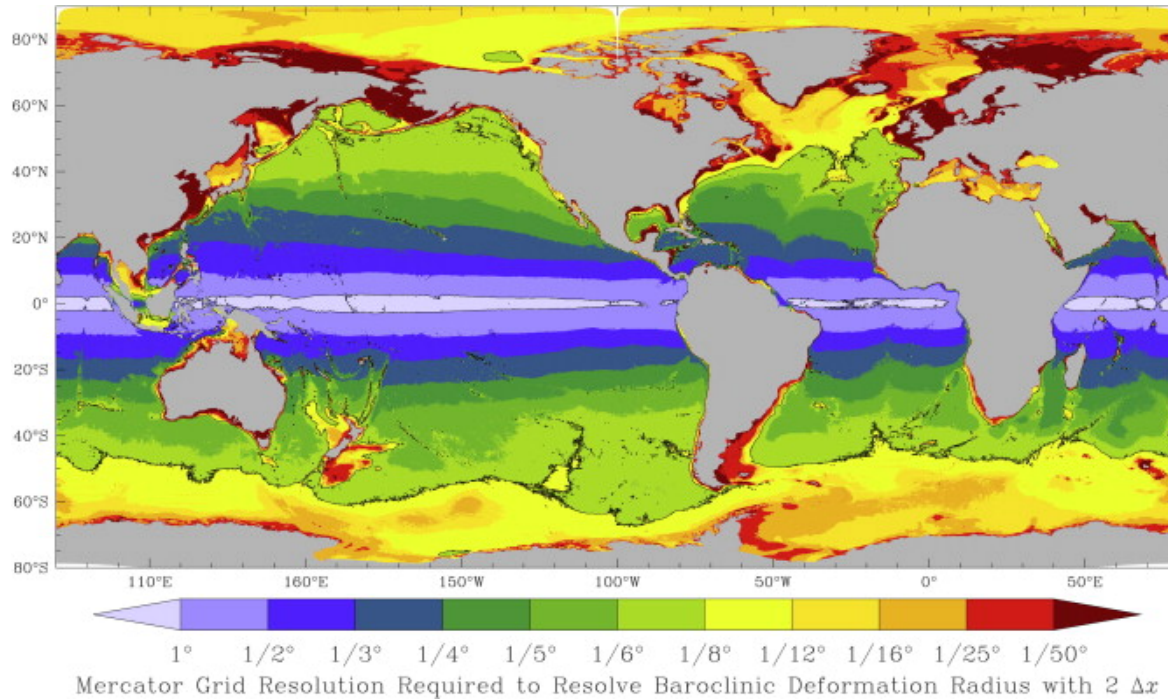 80°N
60°N
40°N
20°N
0°
20°S
40°S
60°S
80°S
110°E 160°E 150°W 100°W 50°W 0° 50°E
1° 1/2° 1/3° 1/4° 1/5° 1/6° 1/8° 1/12° 1/16° 1/25° 1/50°
Mercator Grid Resolution Required to Resolve Baroclinic Deformation Radius with 2 Δx